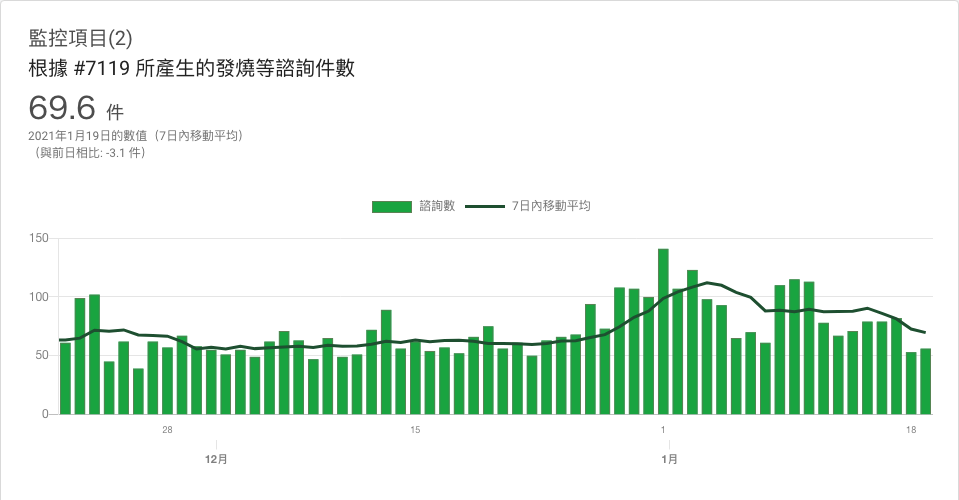 監控項目(2)
根據 #7119 所產生的發燒等諮詢件數
69.6 件
2021年1月19日的數值（7日內移動平均）
（與前日相比: -3.1 件）
諮詢數 7日內移動平均
150
100
50
0
28 15 1 18
12月 1月